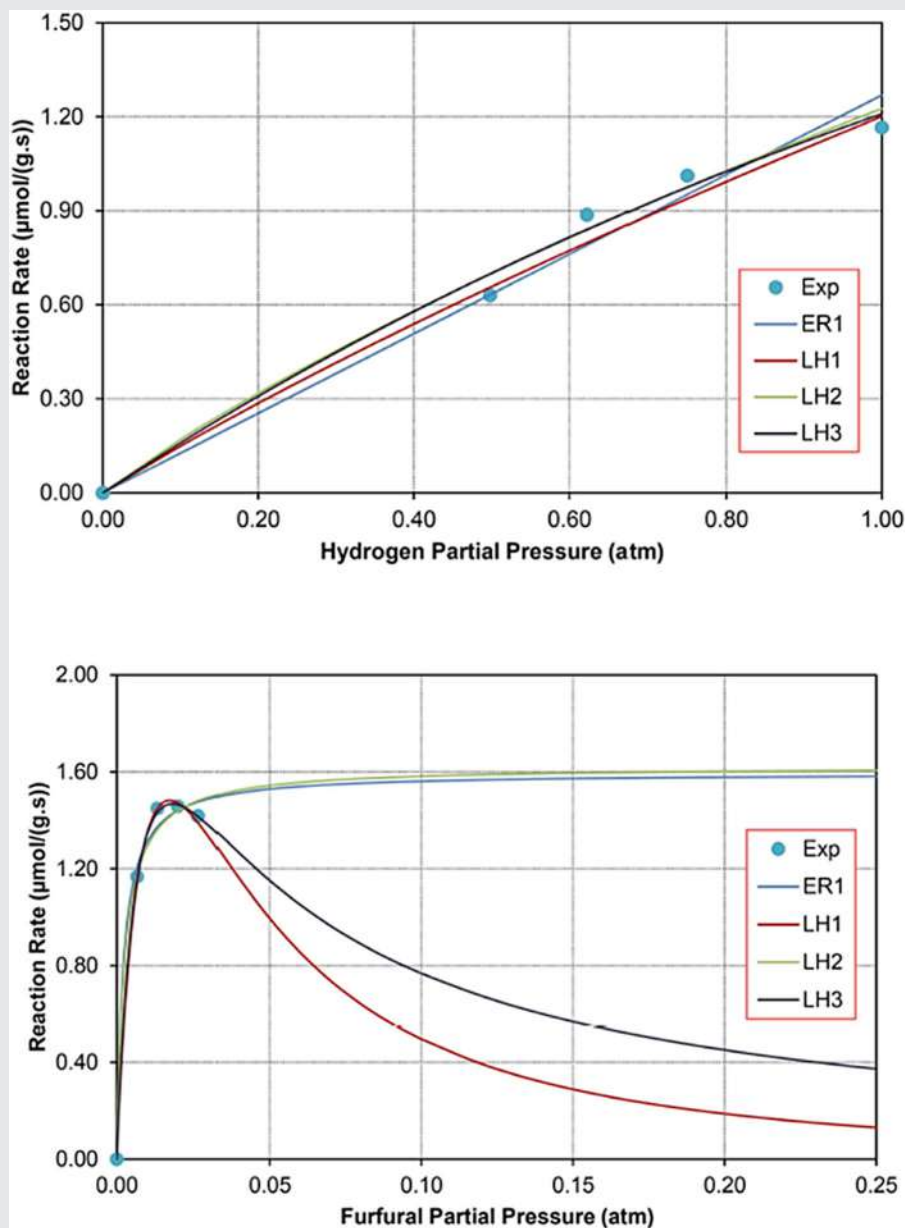 1.50
1.20
0.90
0.60
0.30
0.00
Reaction Rate (µmol/(g.s))
Exp
ER1
LH1
LH2
LH3
0.00 0.20 0.40 0.60 0.80 1.00
Hydrogen Partial Pressure (atm)
2.00
1.60
1.20
0.80
0.40
0.00
Reaction Rate (µmol/(g.s))
Exp
ER1
LH1
LH2
LH3
0.00 0.05 0.10 0.15 0.20 0.25
Furfural Partial Pressure (atm)